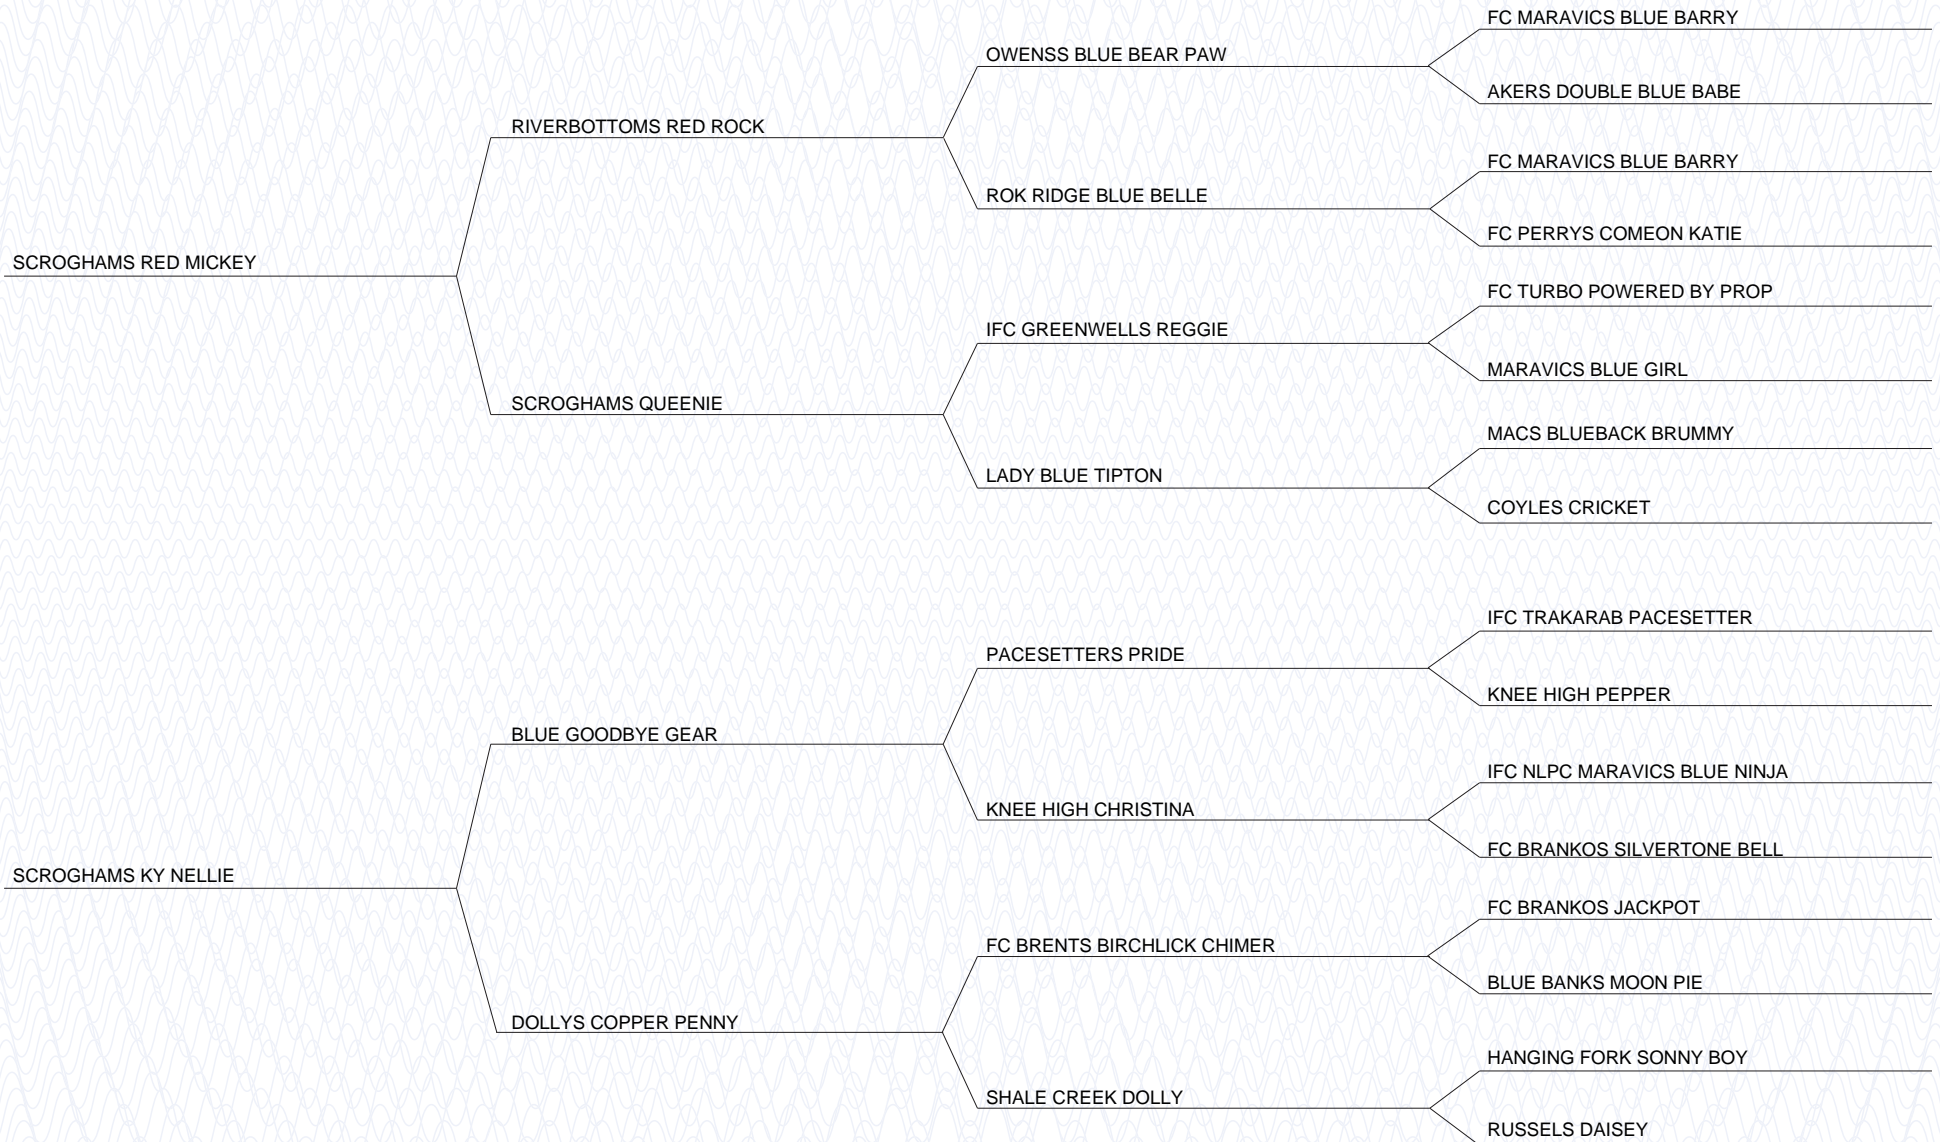 FC MARAVICS BLUE BARRY
OWENSS BLUE BEAR PAW
AKERS DOUBLE BLUE BABE
RIVERBOTTOMS RED ROCK
FC MARAVICS BLUE BARRY
ROK RIDGE BLUE BELLE
FC PERRYS COMEON KATIE
SCROGHAMS RED MICKEY
FC TURBO POWERED BY PROP
IFC GREENWELLS REGGIE
MARAVICS BLUE GIRL
SCROGHAMS QUEENIE
MACS BLUEBACK BRUMMY
LADY BLUE TIPTON
COYLES CRICKET
IFC TRAKARAB PACESETTER
PACESETTERS PRIDE
KNEE HIGH PEPPER
BLUE GOODBYE GEAR
IFC NLPC MARAVICS BLUE NINJA
KNEE HIGH CHRISTINA
FC BRANKOS SILVERTONE BELL
SCROGHAMS KY NELLIE
FC BRANKOS JACKPOT
FC BRENTS BIRCHLICK CHIMER
BLUE BANKS MOON PIE
DOLLYS COPPER PENNY
HANGING FORK SONNY BOY
SHALE CREEK DOLLY
RUSSELS DAISEY